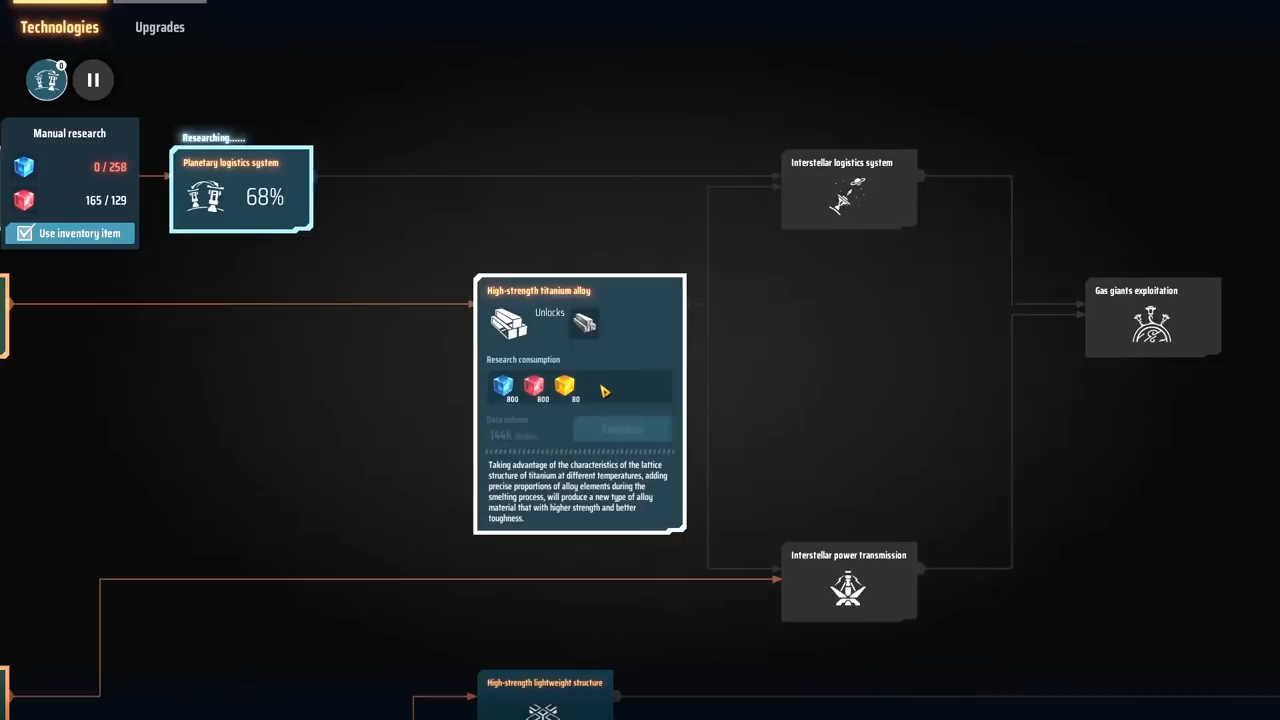 Technologies
Upgrades
0
Manual research
0 / 258
165 / 129
Use inventory item
Researching......
Planetary logistics system
68%
Interstellar logistics system
High-strength titanium alloy
Unlocks
Research consumption
800
800
80
Data volume
144k
Taking advantage of the characteristics of the lattice
structure of titanium at different temperatures, adding
precise proportions of alloy elements during the
smelting process, will produce a new type of alloy
material that with higher strength and better
toughness.
Gas giants exploitation
Interstellar power transmission
High-strength lightweight structure